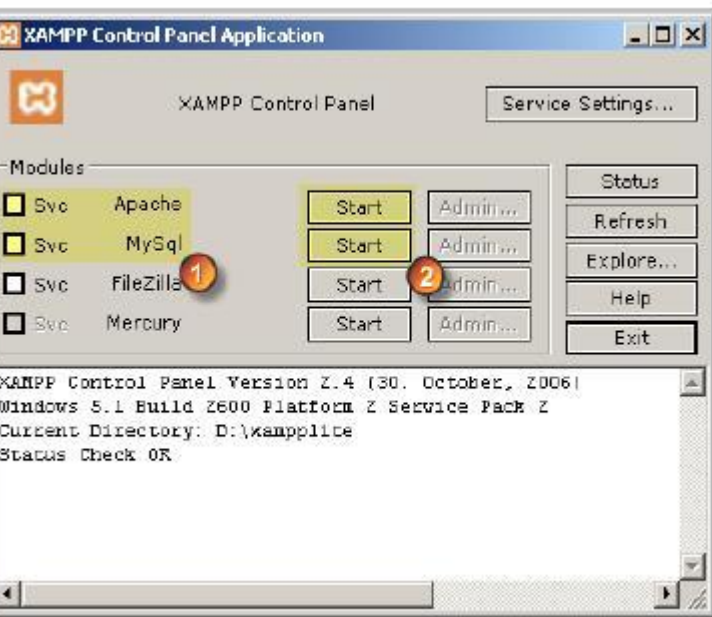 XAMPP Control Panel Application
XAMPP Control Panel
Service Settings...
Modules
Svc Apache Start Admin...
Svc MySql Start Admin...
Svc FileZilla Start Admin...
Svc Mercury Start Admin...
1
2
Status
Refresh
Explore...
Help
Exit
XAMPP Control Panel Version 2.4 (30. October, 2006)
Windows 5.1 Build 2600 Platform 2 Service Pack 2
Current Directory: D:\xampplite
Status Check OK